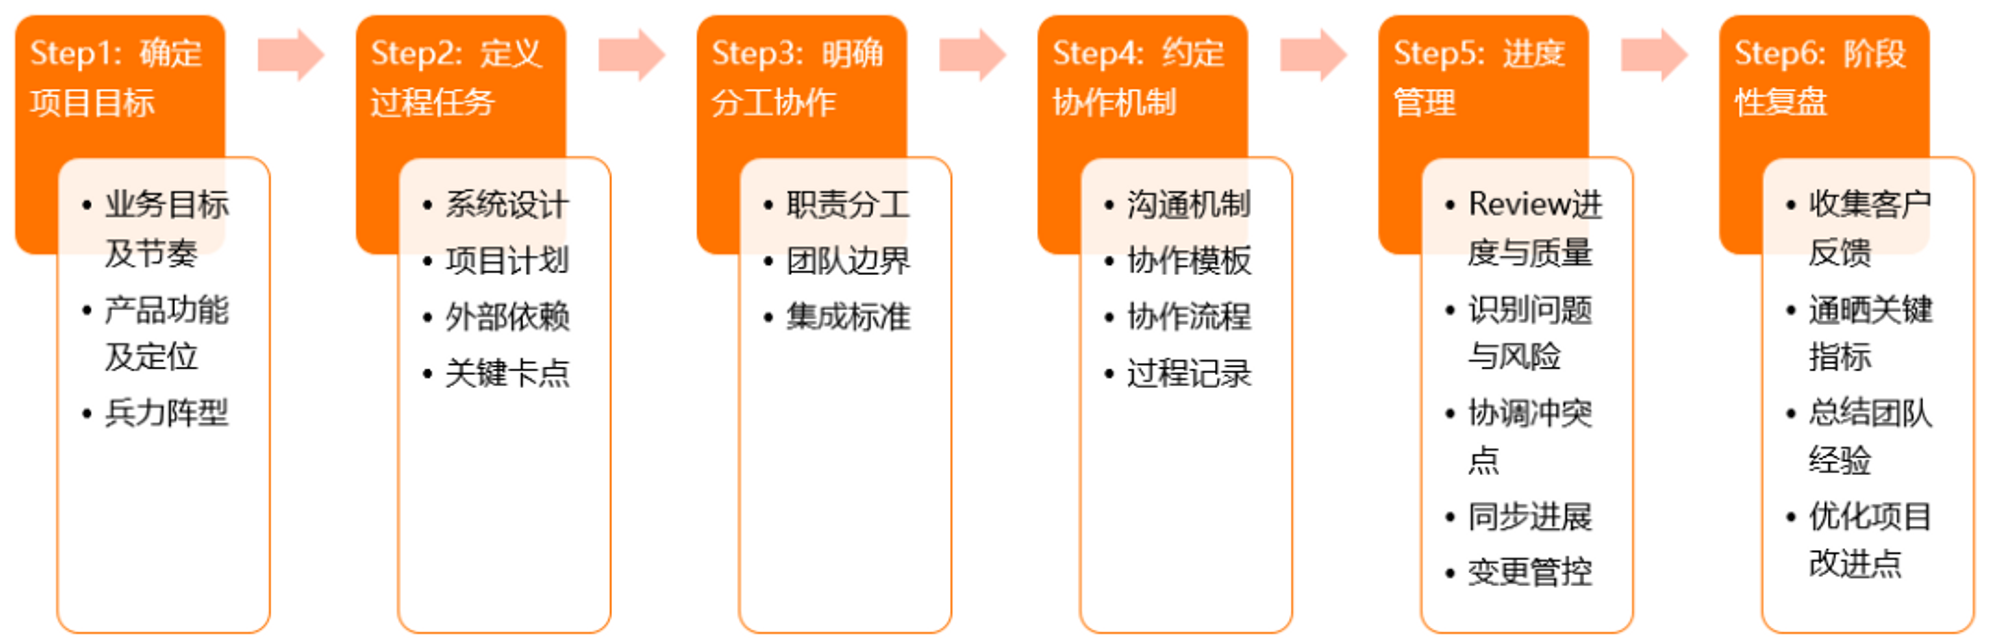 Step1: 确定
项目目标
• 业务目标
及节奏
• 产品功能
及定位
• 兵力阵型
Step2: 定义
过程任务
• 系统设计
• 项目计划
• 外部依赖
• 关键卡点
Step3: 明确
分工协作
• 职责分工
• 团队边界
• 集成标准
Step4: 约定
协作机制
• 沟通机制
• 协作模板
• 协作流程
• 过程记录
Step5: 进度
管理
• Review进
度与质量
• 识别问题
与风险
• 协调冲突
点
• 同步进展
• 变更管控
Step6: 阶段
性复盘
• 收集客户
反馈
• 通晒关键
指标
• 总结团队
经验
• 优化项目
改进点